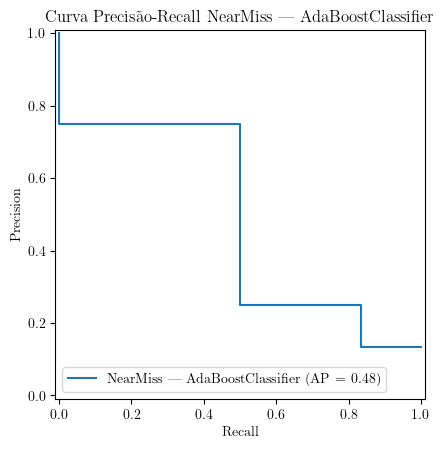 Curva Precisão-Recall NearMiss — AdaBoostClassifier
1.0
0.8
0.6
0.4
0.2
0.0
Precision
NearMiss — AdaBoostClassifier (AP = 0.48)
0.0 0.2 0.4 0.6 0.8 1.0
Recall